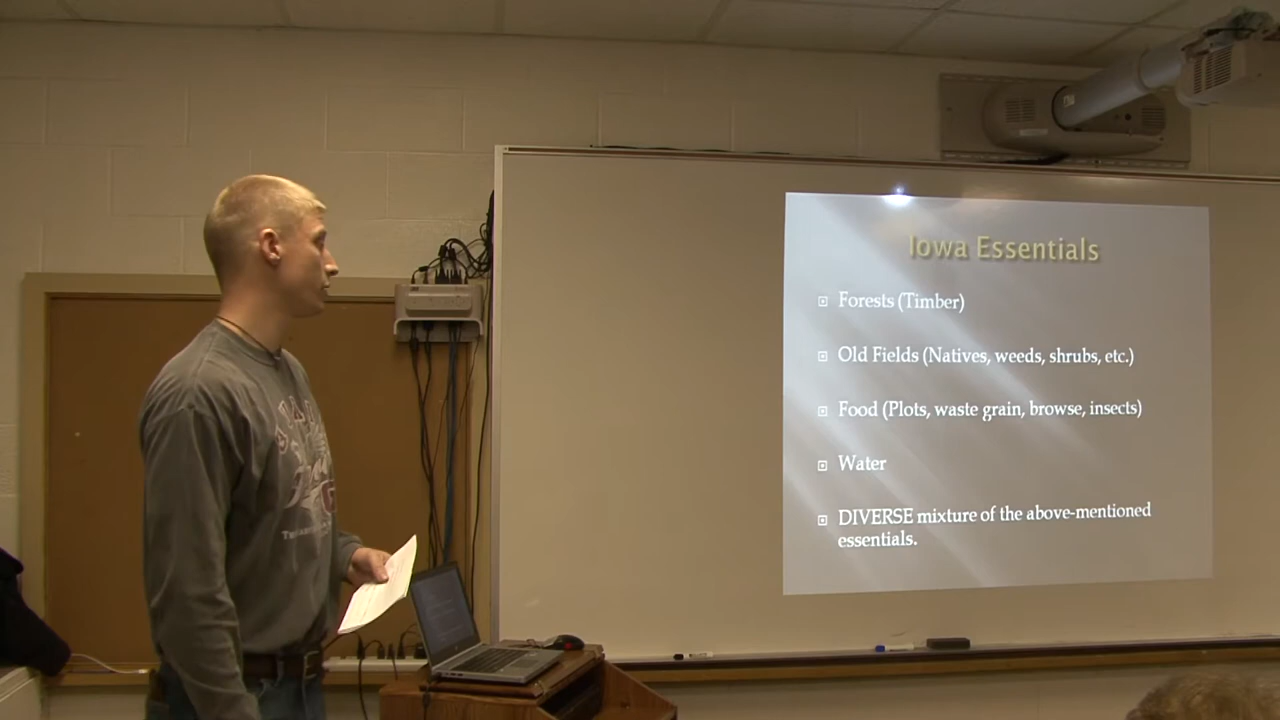 Iowa Essentials
Forests (Timber)
Old Fields (Natives, weeds, shrubs, etc.)
Food (Plots, waste grain, browse, insects)
Water
DIVERSE mixture of the above-mentioned
essentials.